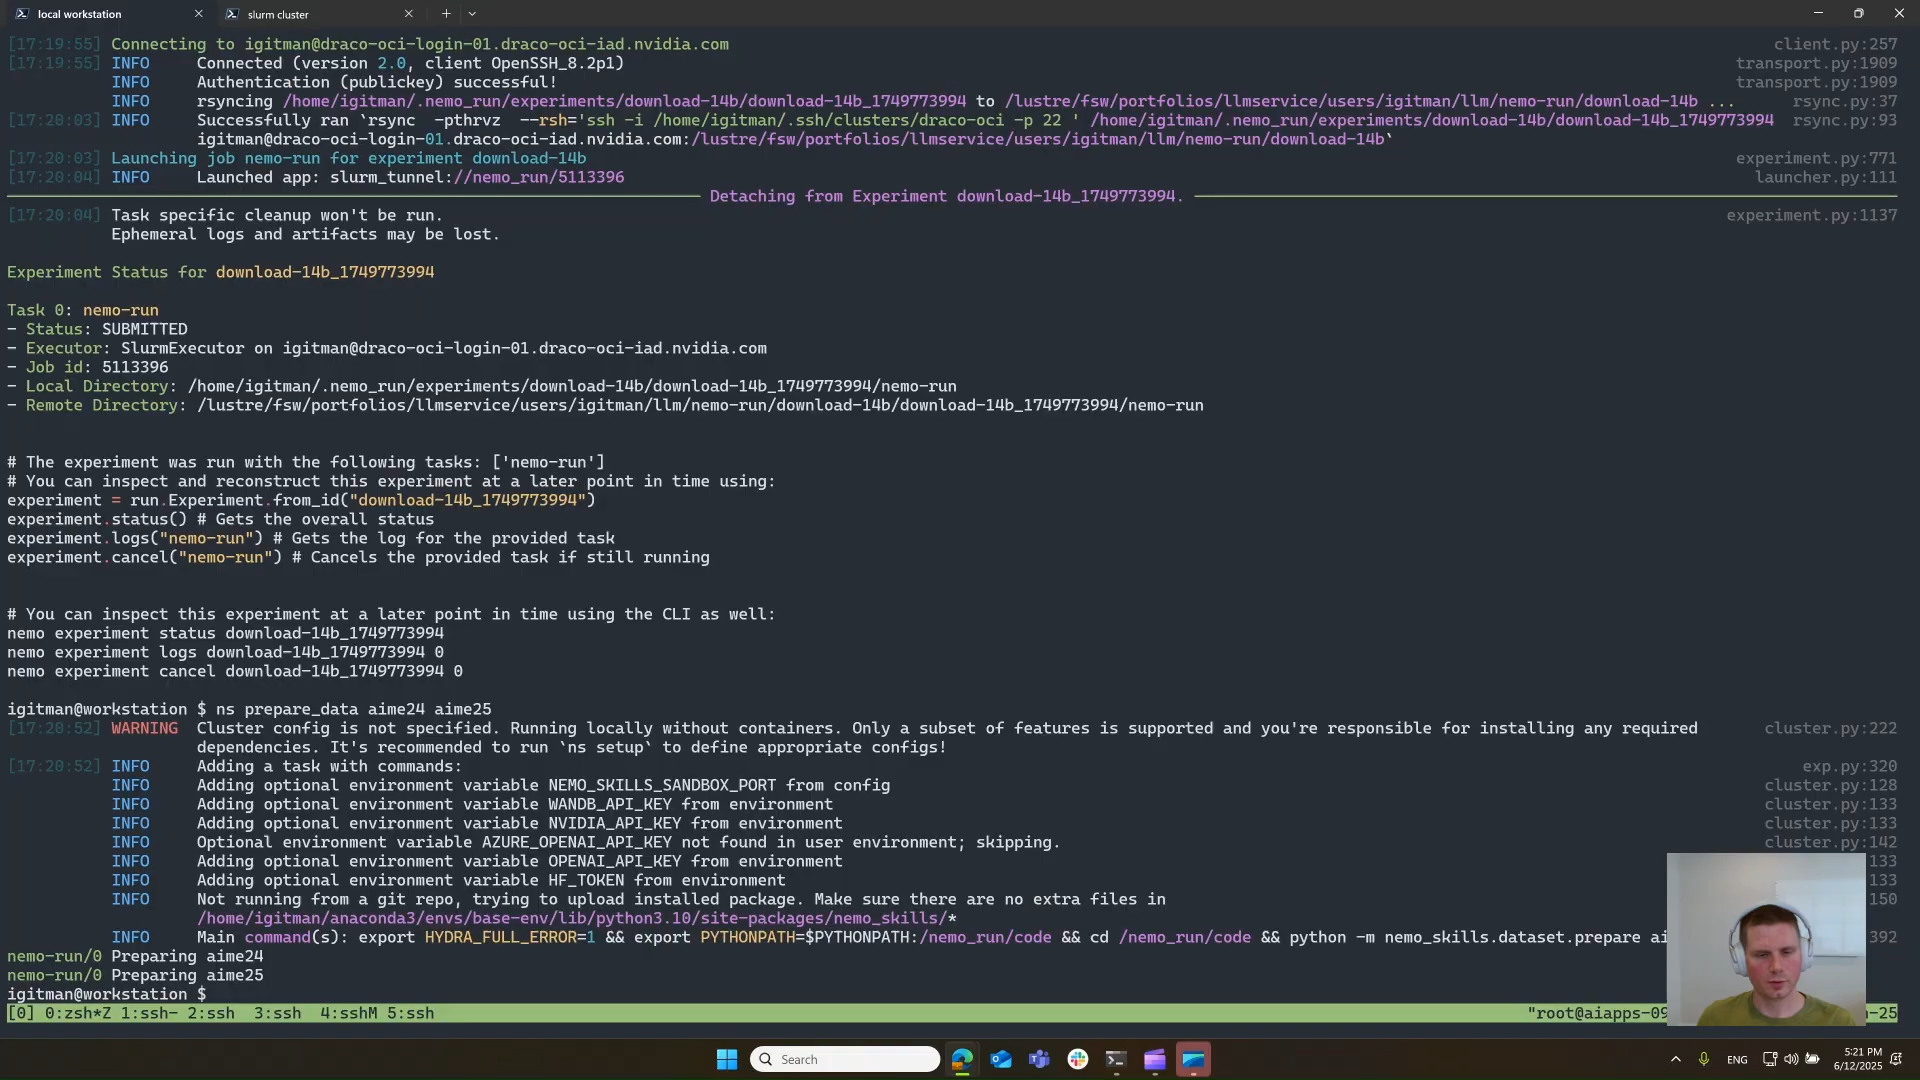 local workstation
slurm cluster
[17:19:55] Connecting to igitman@draco-oci-login-01.draco-oci-iad.nvidia.com client.py:257
[17:19:55] INFO Connected (version 2.0, client OpenSSH_8.2p1) transport.py:1909
INFO Authentication (publickey) successful! transport.py:1909
INFO rsyncing /home/igitman/.nemo_run/experiments/download-14b/download-14b_1749773994 to /lustre/fsw/portfolios/llmservice/users/igitman/llm/nemo-run/download-14b ... rsync.py:37
[17:20:03] INFO Successfully ran `rsync -pthrvz --rsh='ssh -i /home/igitman/.ssh/clusters/draco-oci -p 22 ' /home/igitman/.nemo_run/experiments/download-14b/download-14b_1749773994 rsync.py:93
igitman@draco-oci-login-01.draco-oci-iad.nvidia.com:/lustre/fsw/portfolios/llmservice/users/igitman/llm/nemo-run/download-14b`
[17:20:03] Launching job nemo-run for experiment download-14b experiment.py:771
[17:20:04] INFO Launched app: slurm_tunnel://nemo_run/5113396 launcher.py:111
Detaching from Experiment download-14b_1749773994.
[17:20:04] Task specific cleanup won't be run. experiment.py:1137
Ephemeral logs and artifacts may be lost.
Experiment Status for download-14b_1749773994
Task 0: nemo-run
- Status: SUBMITTED
- Executor: SlurmExecutor on igitman@draco-oci-login-01.draco-oci-iad.nvidia.com
- Job id: 5113396
- Local Directory: /home/igitman/.nemo_run/experiments/download-14b/download-14b_1749773994/nemo-run
- Remote Directory: /lustre/fsw/portfolios/llmservice/users/igitman/llm/nemo-run/download-14b/download-14b_1749773994/nemo-run
# The experiment was run with the following tasks: ['nemo-run']
# You can inspect and reconstruct this experiment at a later point in time using:
experiment = run.Experiment.from_id("download-14b_1749773994")
experiment.status() # Gets the overall status
experiment.logs("nemo-run") # Gets the log for the provided task
experiment.cancel("nemo-run") # Cancels the provided task if still running
# You can inspect this experiment at a later point in time using the CLI as well:
nemo experiment status download-14b_1749773994
nemo experiment logs download-14b_1749773994 0
nemo experiment cancel download-14b_1749773994 0
igitman@workstation $ ns prepare_data aime24 aime25
[17:20:52] WARNING Cluster config is not specified. Running locally without containers. Only a subset of features is supported and you're responsible for installing any required cluster.py:222
dependencies. It's recommended to run `ns setup` to define appropriate configs!
[17:20:52] INFO Adding a task with commands: exp.py:320
INFO Adding optional environment variable NEMO_SKILLS_SANDBOX_PORT from config cluster.py:128
INFO Adding optional environment variable WANDB_API_KEY from environment cluster.py:133
INFO Adding optional environment variable NVIDIA_API_KEY from environment cluster.py:133
INFO Optional environment variable AZURE_OPENAI_API_KEY not found in user environment; skipping. cluster.py:142
INFO Adding optional environment variable OPENAI_API_KEY from environment 133
INFO Adding optional environment variable HF_TOKEN from environment 133
INFO Not running from a git repo, trying to upload installed package. Make sure there are no extra files in 150
/home/igitman/anaconda3/envs/base-env/lib/python3.10/site-packages/nemo_skills/*
INFO Main command(s): export HYDRA_FULL_ERROR=1 && export PYTHONPATH=$PYTHONPATH:/nemo_run/code && cd /nemo_run/code && python -m nemo_skills.dataset.prepare ai 392
nemo-run/0 Preparing aime24
nemo-run/0 Preparing aime25
igitman@workstation $
[0] 0:zsh*Z 1:ssh- 2:ssh 3:ssh 4:sshM 5:ssh "root@aiapps-09 -25
Search
ENG
5:21 PM
6/12/2025